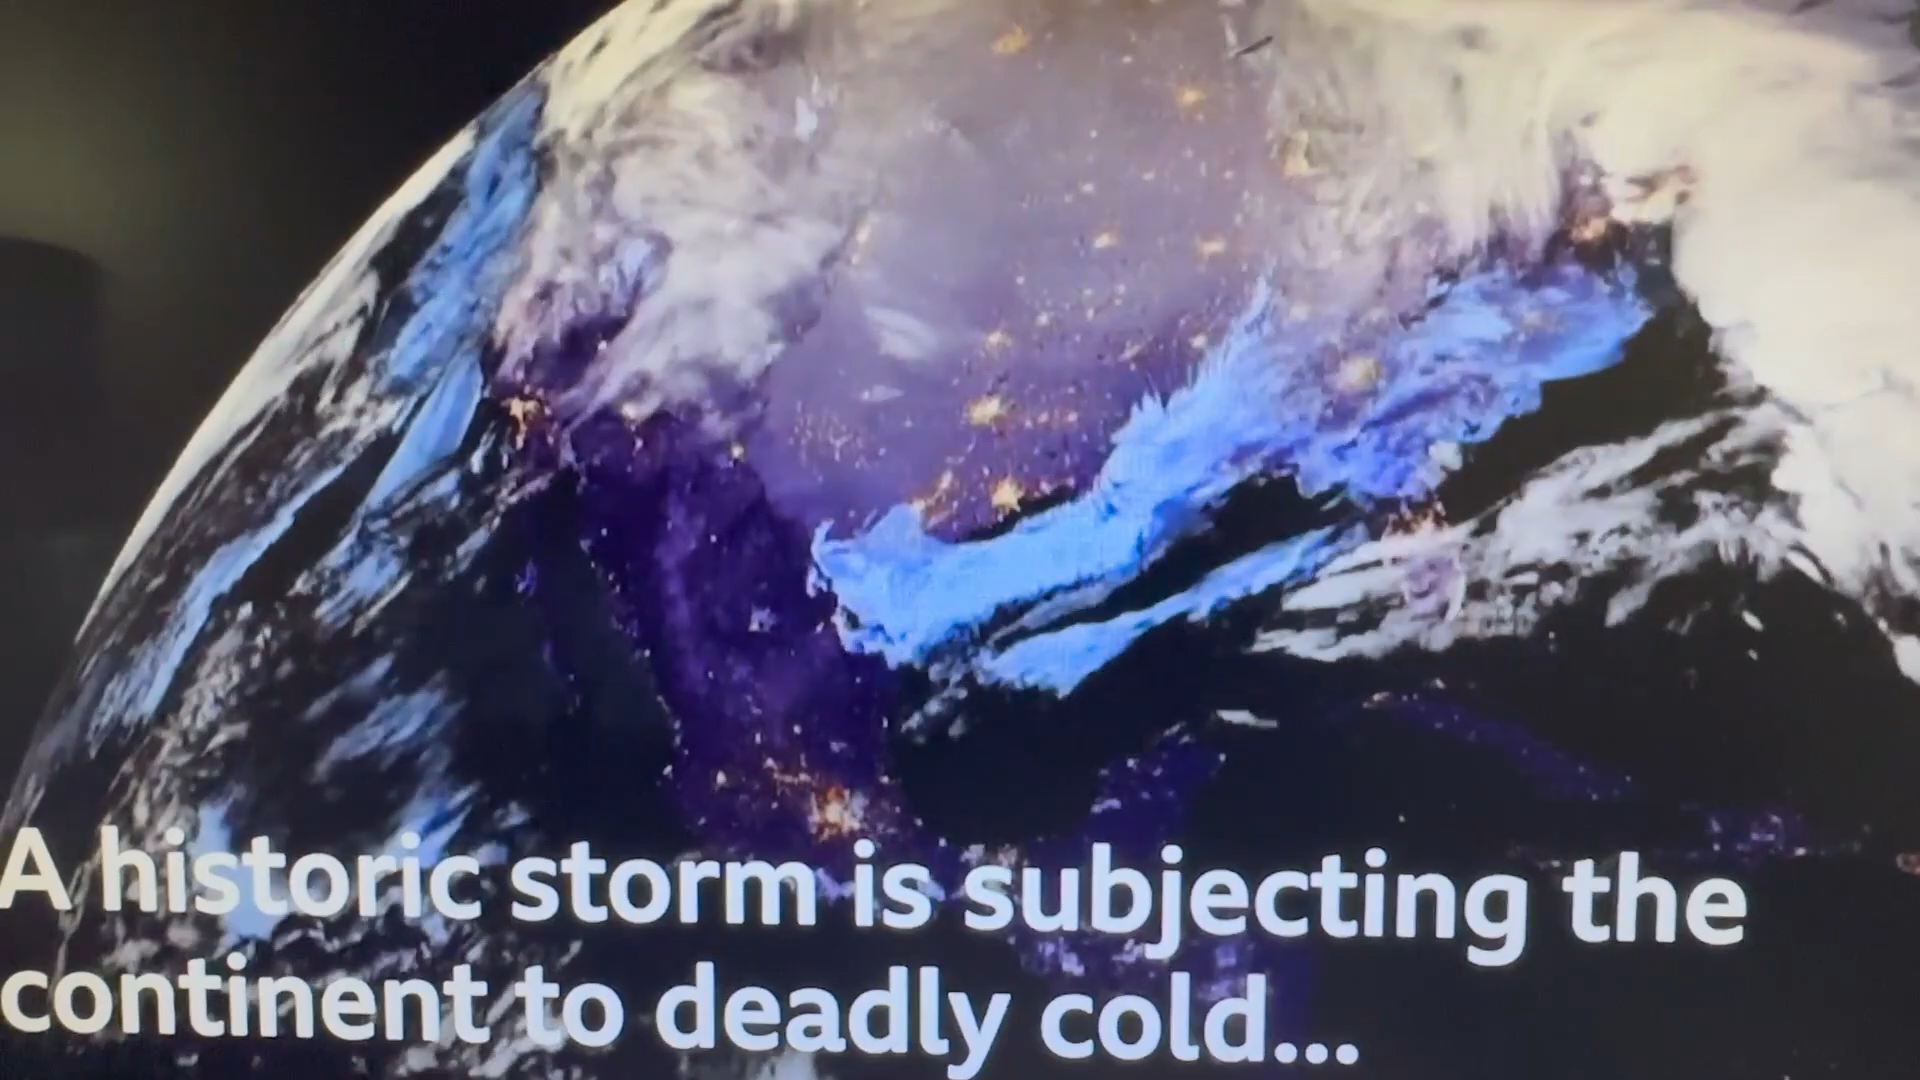 A historic storm is subjecting the
continent to deadly cold...